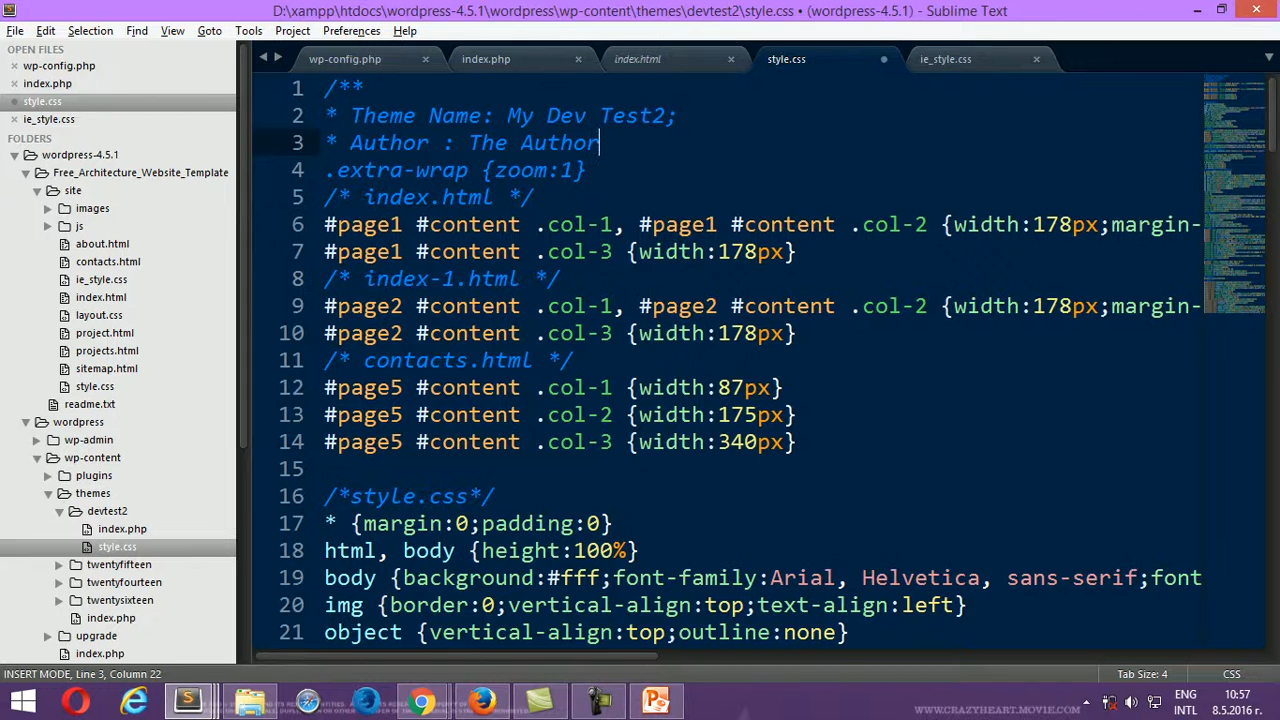 D:\xampp\htdocs\wordpress-4.5.1\wordpress\wp-content\themes\devtest2\style.css • (wordpress-4.5.1) - Sublime Text
File Edit Selection Find View Goto Tools Project Preferences Help
OPEN FILES
wp-config.php
index.php
style.css
ie_style.css
FOLDERS
wordpress-4.5.1
Free_Architecture_Website_Template
site
images
js
about.html
contacts.html
ie_style.css
index.html
layout.css
project.html
projects.html
sitemap.html
style.css
readme.txt
wordpress
wp-admin
wp-content
plugins
themes
devtest2
index.php
style.css
twentyfifteen
twentyfourteen
twentysixteen
index.php
upgrade
index.php
wp-config.php index.php index.html style.css ie_style.css
1 /**
2 * Theme Name: My Dev Test2;
3 * Author : The Author
4 .extra-wrap {zoom:1}
5 /* index.html */
6 #page1 #content .col-1, #page1 #content .col-2 {width:178px;margin-
7 #page1 #content .col-3 {width:178px}
8 /* index-1.html */
9 #page2 #content .col-1, #page2 #content .col-2 {width:178px;margin-
10 #page2 #content .col-3 {width:178px}
11 /* contacts.html */
12 #page5 #content .col-1 {width:87px}
13 #page5 #content .col-2 {width:175px}
14 #page5 #content .col-3 {width:340px}
15
16 /*style.css*/
17 * {margin:0;padding:0}
18 html, body {height:100%}
19 body {background:#fff;font-family:Arial, Helvetica, sans-serif;font
20 img {border:0;vertical-align:top;text-align:left}
21 object {vertical-align:top;outline:none}
INSERT MODE, Line 3, Column 22 Tab Size: 4 CSS
ENG 10:57
INTL 8.5.2016 г.
WWW.CRAZYHEART.MOVIE.COM